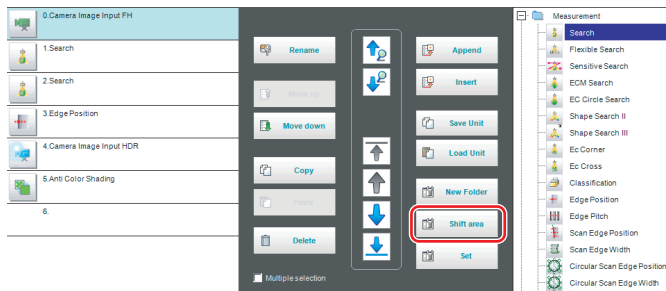 0.Camera Image Input FH
1.Search
2.Search
3.Edge Position
4.Camera Image Input HDR
5.Anti Color Shading
6.
Rename
Move up
Move down
Copy
Paste
Delete
Multiple selection
Append
Insert
Save Unit
Load Unit
New Folder
Shift area
Set
Measurement
Search
Flexible Search
Sensitive Search
ECM Search
EC Circle Search
Shape Search II
Shape Search III
Ec Corner
Ec Cross
Classification
Edge Position
Edge Pitch
Scan Edge Position
Scan Edge Width
Circular Scan Edge Position
Circular Scan Edge Width